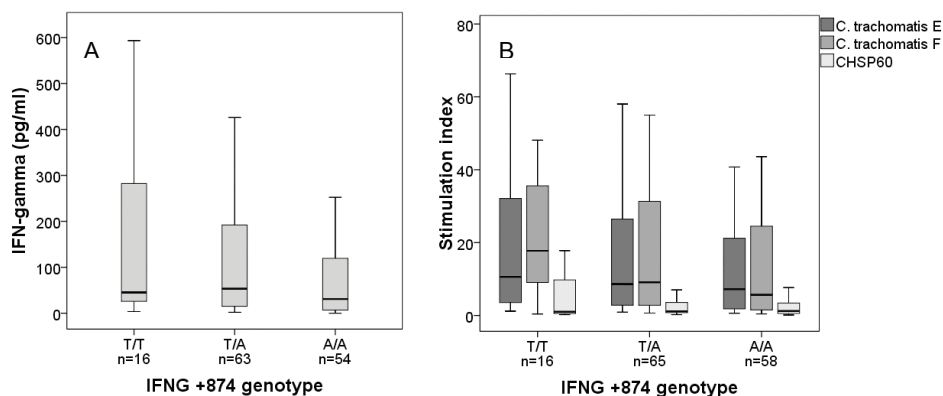 A
IFN-gamma (pg/ml)
600
500
400
300
200
100
0
T/T T/A A/A
n=16 n=63 n=54
IFNG +874 genotype
B
Stimulation index
80
60
40
20
0
T/T T/A A/A
n=16 n=65 n=58
IFNG +874 genotype
C. trachomatis E
C. trachomatis F
CHSP60